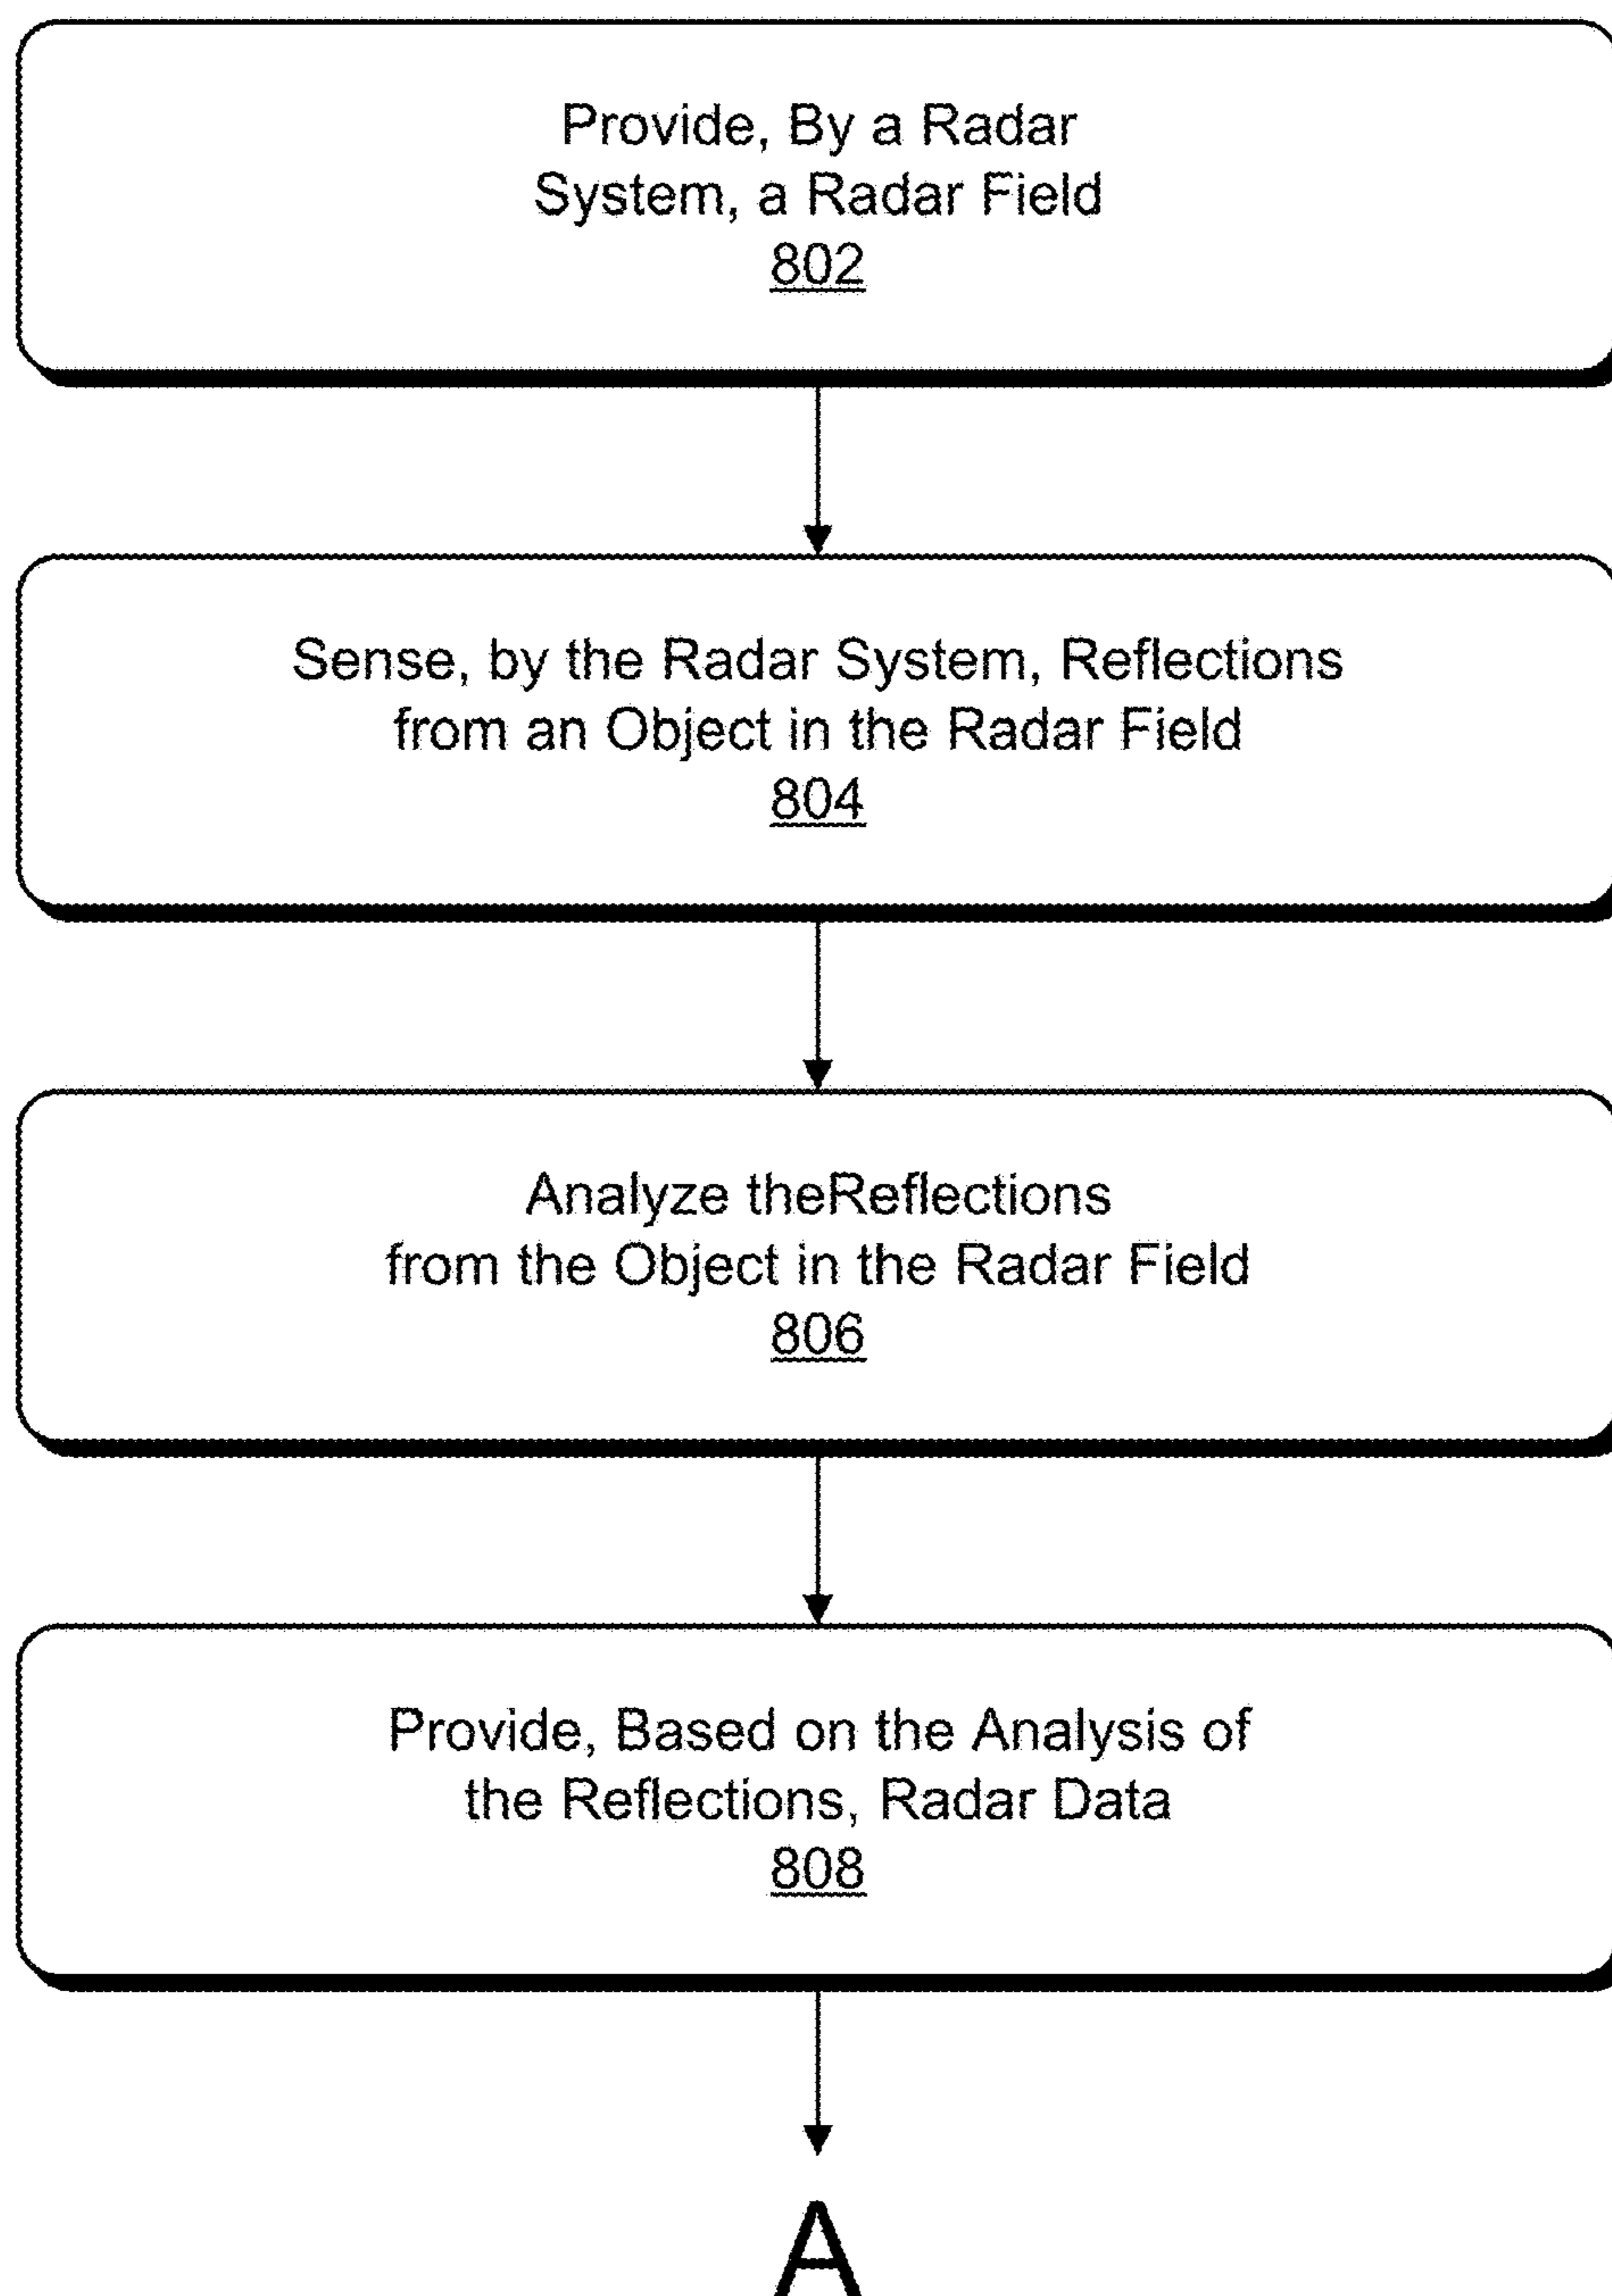 Provide, By a Radar
System, a Radar Field
802
Sense, by the Radar System, Reflections
from an Object in the Radar Field
804
Analyze theReflections
from the Object in the Radar Field
806
Provide, Based on the Analysis of
the Reflections, Radar Data
808
A